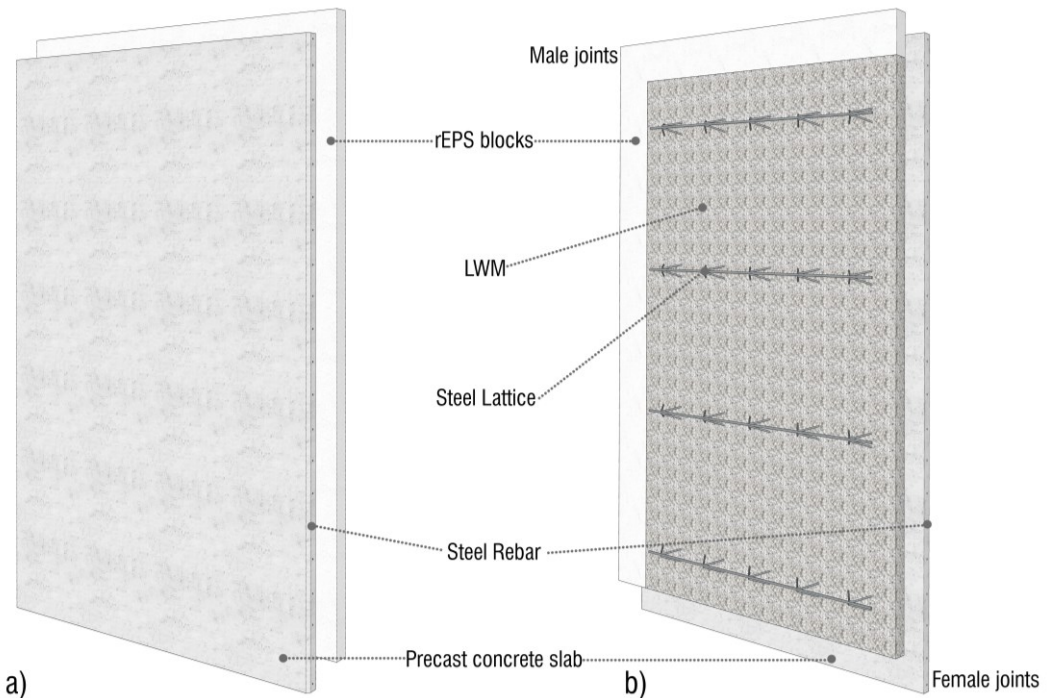 Male joints
rEPS blocks
LWM
Steel Lattice
Steel Rebar
Precast concrete slab
a)
b)
Female joints